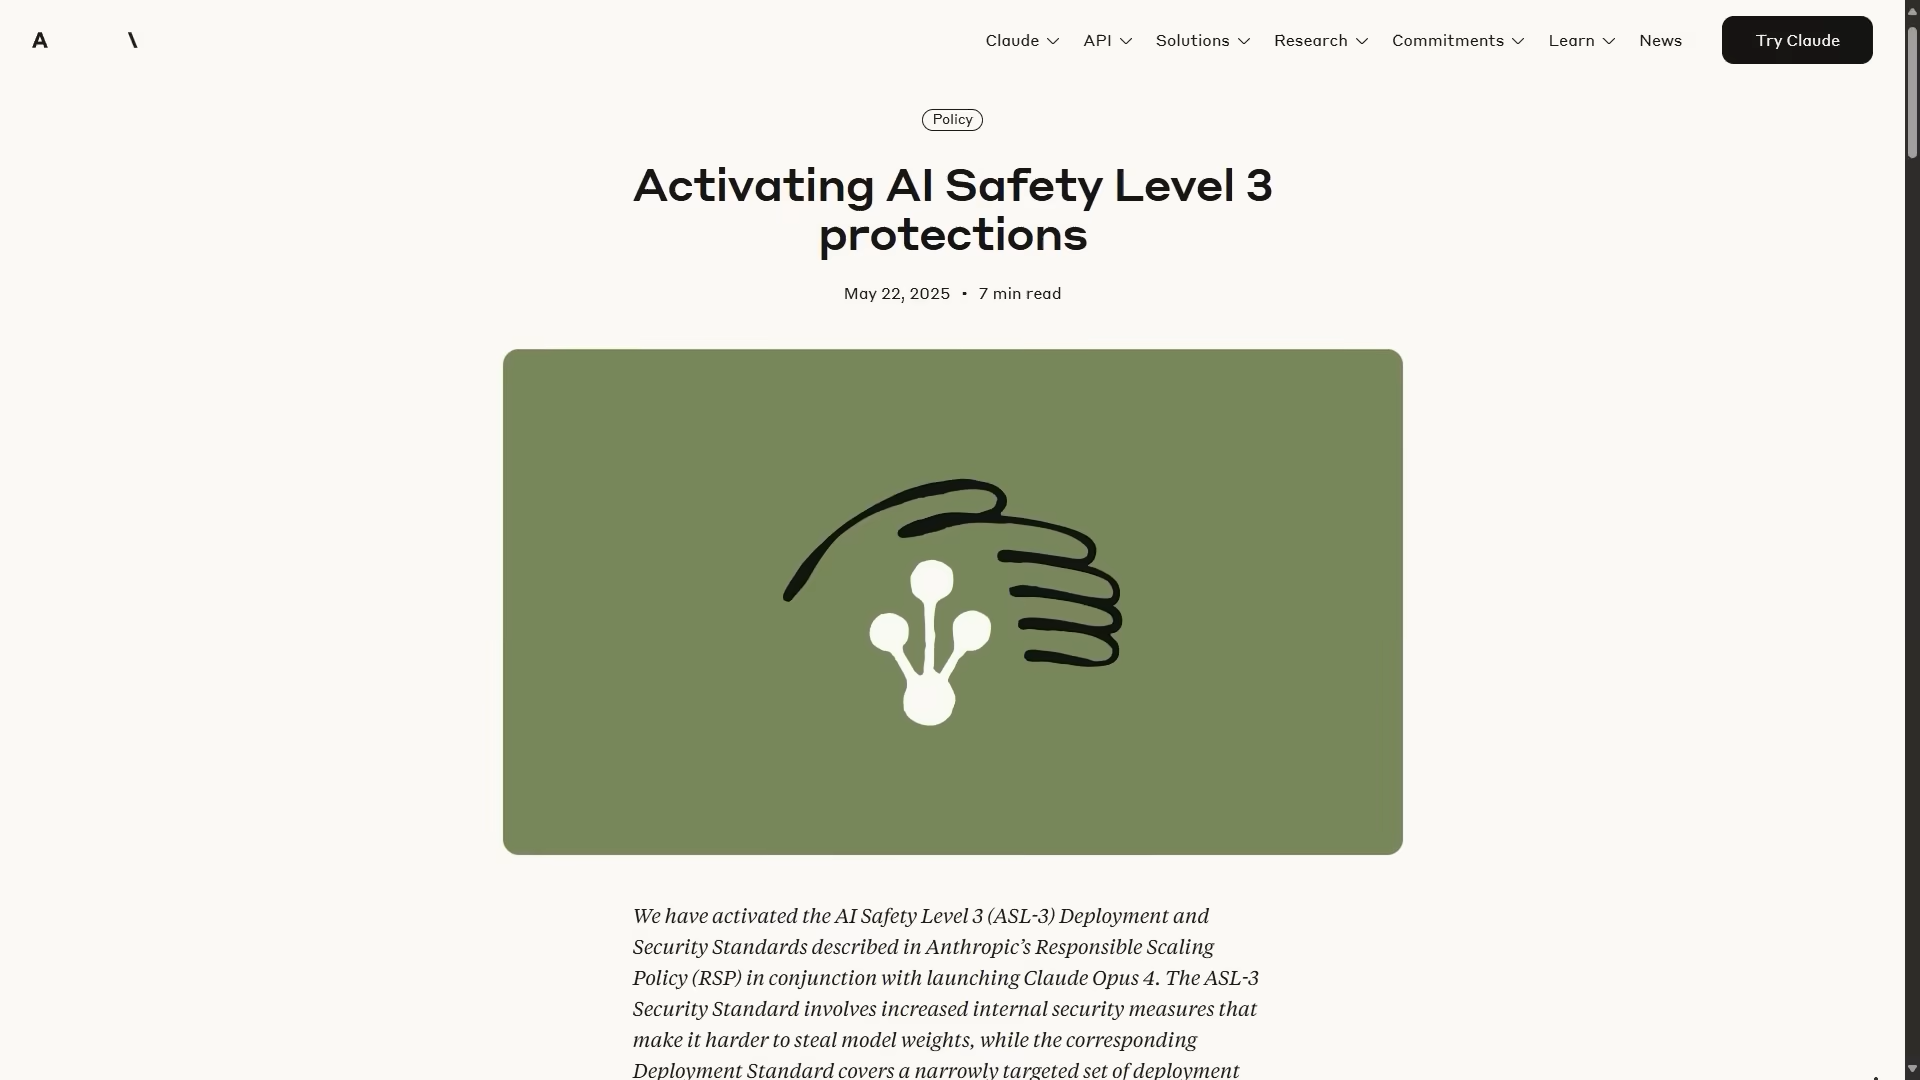 A \
Claude
API
Solutions
Research
Commitments
Learn
News
Try Claude
Policy
Activating AI Safety Level 3
protections
May 22, 2025 • 7 min read
We have activated the AI Safety Level 3 (ASL-3) Deployment and
Security Standards described in Anthropic’s Responsible Scaling
Policy (RSP) in conjunction with launching Claude Opus 4. The ASL-3
Security Standard involves increased internal security measures that
make it harder to steal model weights, while the corresponding
Deployment Standard covers a narrowly targeted set of deployment